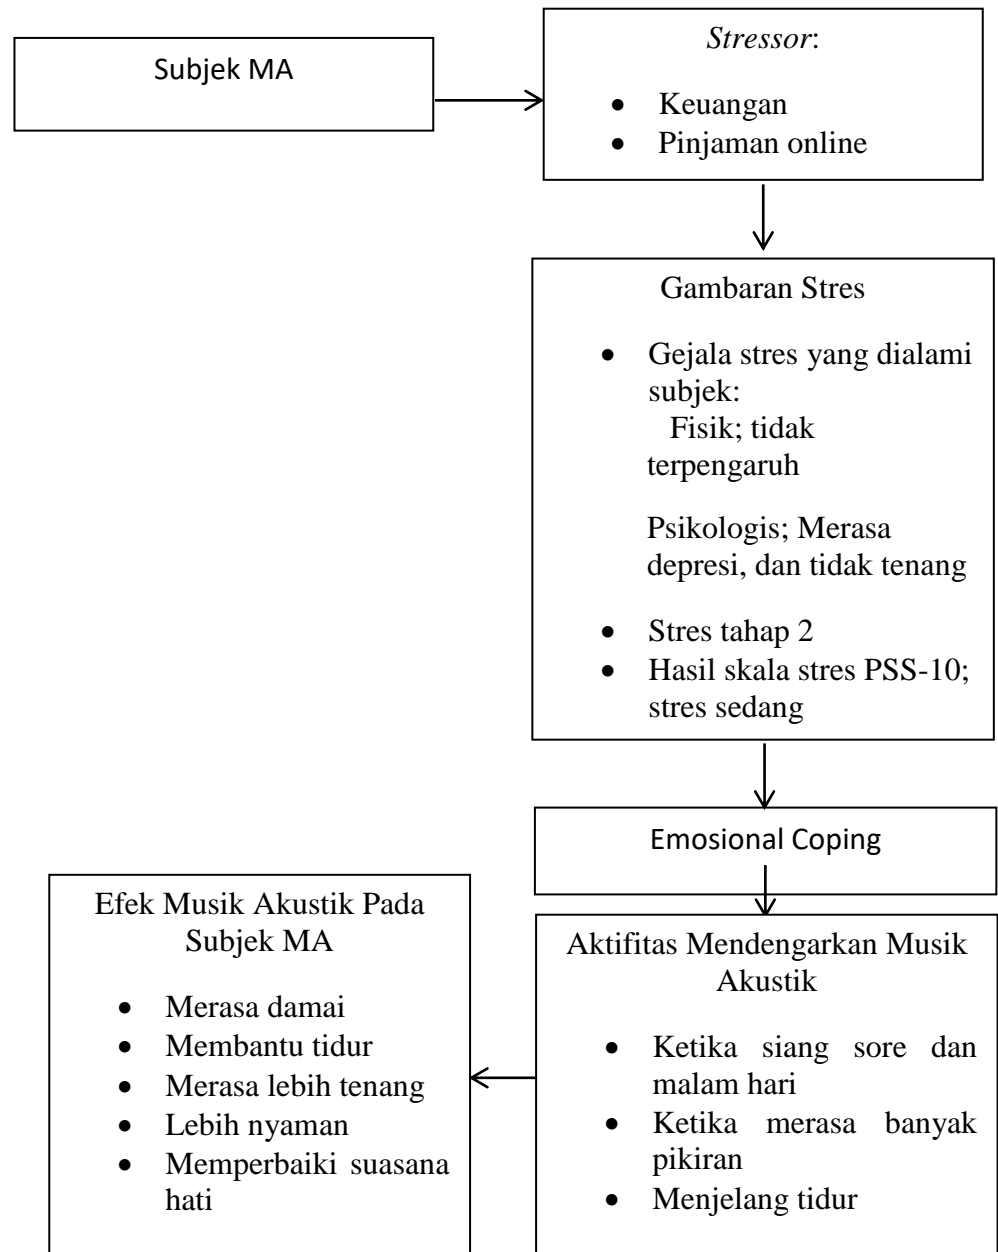 Subjek MA
Stressor:
• Keuangan
• Pinjaman online
Gambaran Stres
• Gejala stres yang dialami
subjek:
Fisik; tidak
terpengaruh
Psikologis; Merasa
depresi, dan tidak tenang
• Stres tahap 2
• Hasil skala stres PSS-10;
stres sedang
Emosional Coping
Aktifitas Mendengarkan Musik
Akustik
• Ketika siang sore dan
malam hari
• Ketika merasa banyak
pikiran
• Menjelang tidur
Efek Musik Akustik Pada
Subjek MA
• Merasa damai
• Membantu tidur
• Merasa lebih tenang
• Lebih nyaman
• Memperbaiki suasana
hati